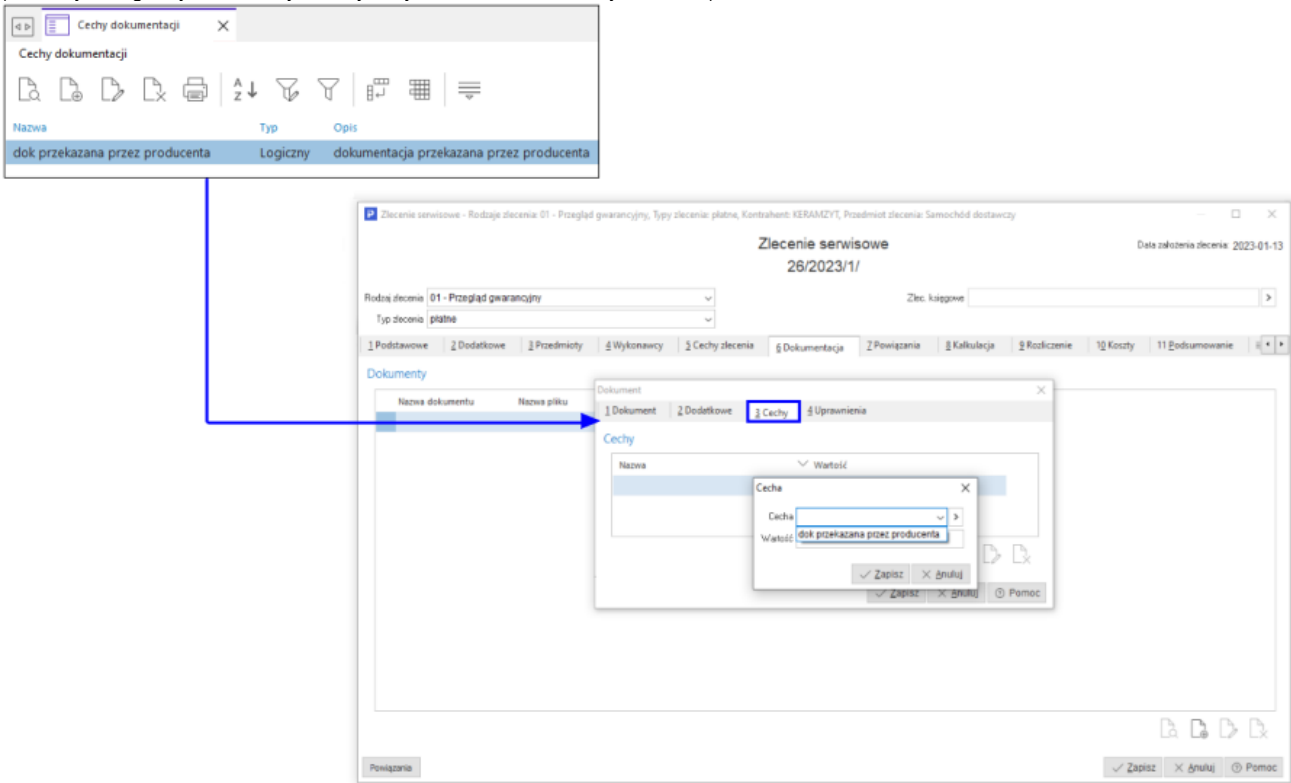 Cechy dokumentacji
Cechy dokumentacji
Nazwa Typ Opis
dok przekazana przez producenta Logiczny dokumentacja przekazana przez producenta
Zlecenie serwisowe - Rodzaje zlecenia: 01 - Przegląd gwarancyjny, Typy zlecenia: płatne, Kontrahent: KERAMZYT, Przedmiot zlecenia: Samochód dostawczy
Zlecenie serwisowe
26/2023/1/
Data założenia zlecenia: 2023-01-13
Rodzaj zlecenia 01 - Przegląd gwarancyjny
Zlec. księgowe
Typ zlecenia płatne
1 Podstawowe 2 Dodatkowe 3 Przedmioty 4 Wykonawcy 5 Cechy zlecenia 6 Dokumentacja 7 Powiązania 8 Kalkulacja 9 Rozliczenie 10 Koszty 11 Podsumowanie
Dokumenty
Nazwa dokumentu Nazwa pliku
Dokument
1 Dokument 2 Dodatkowe 3 Cechy 4 Uprawnienia
Cechy
Nazwa Wartość
Cecha
Cecha
dok przekazana przez producenta
Wartość
Zapisz Anuluj
Zapisz Anuluj Pomoc
Powiązania
Zapisz Anuluj Pomoc